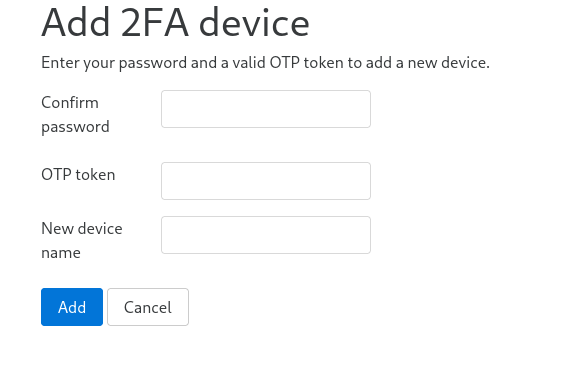 Add 2FA device
Enter your password and a valid OTP token to add a new device.
Confirm
password
OTP token
New device
name
Add Cancel